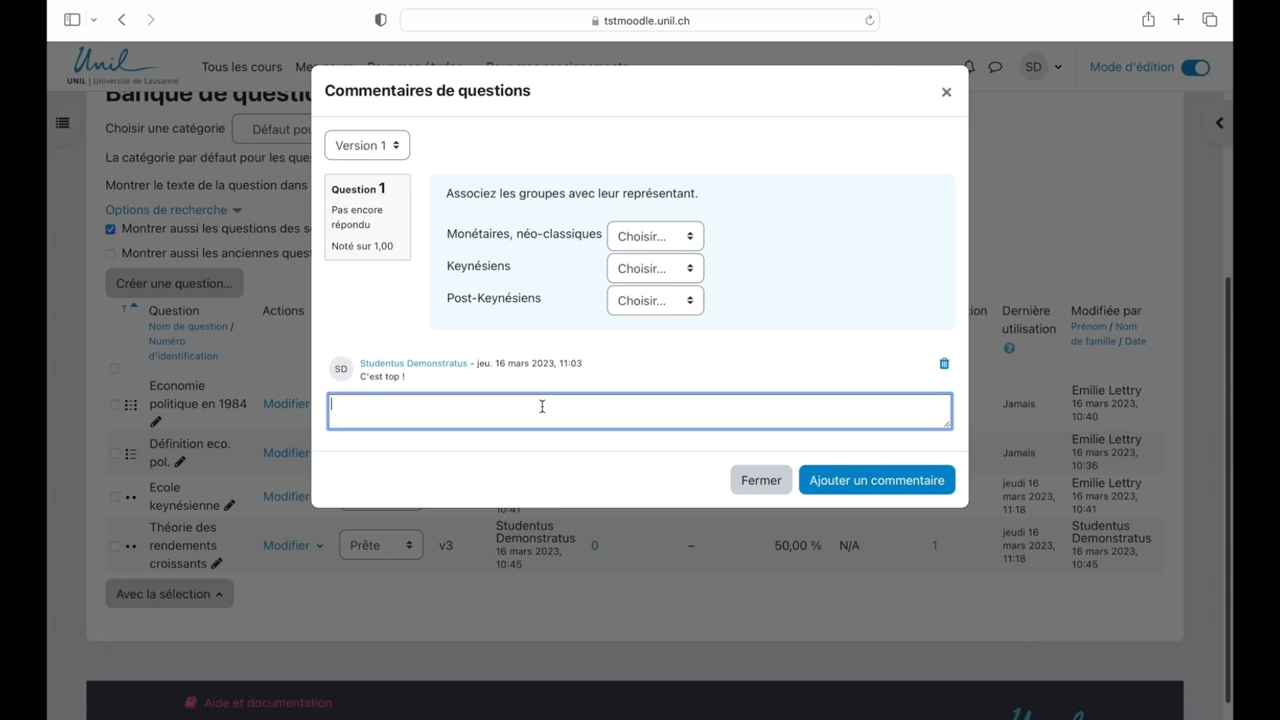 tstmoodle.unil.ch
Unil
UNIL | Université de Lausanne
Tous les cours
SD
Mode d'édition
Banque de questi
Choisir une catégorie
Défaut pou
La catégorie par défaut pour les que
Montrer le texte de la question dans
Options de recherche
Montrer aussi les questions des s
Montrer aussi les anciennes quest
Créer une question...
Commentaires de questions
×
Version 1
Question 1
Pas encore
répondu
Noté sur 1,00
Associez les groupes avec leur représentant.
Monétaires, néo-classiques Choisir...
Keynésiens Choisir...
Post-Keynésiens Choisir...
SD
Studentus Demonstratus - jeu. 16 mars 2023, 11:03
C'est top !
Fermer
Ajouter un commentaire
T
Question
Nom de question /
Numéro
d'identification
Actions
ion
Dernière
utilisation
Modifiée par
Prénom / Nom
de famille / Date
Economie
politique en 1984
Modifier
Jamais
Emilie Lettry
16 mars 2023,
10:40
Définition eco.
pol.
Modifier
Jamais
Emilie Lettry
16 mars 2023,
10:36
Ecole
keynésienne
Modifier
10:41
jeudi 16
mars 2023,
11:18
Emilie Lettry
16 mars 2023,
10:41
Théorie des
rendements
croissants
Modifier
Prête
v3
Studentus
Demonstratus
16 mars 2023,
10:45
0
–
50,00 %
N/A
1
jeudi 16
mars 2023,
11:18
Studentus
Demonstratus
16 mars 2023,
10:45
Avec la sélection
Aide et documentation